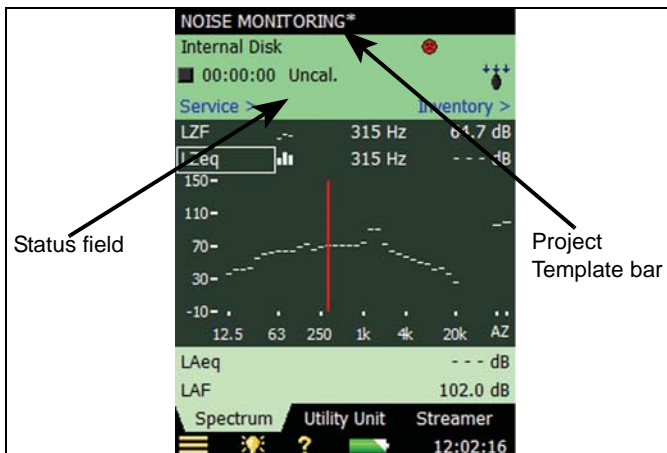 NOISE MONITORING*
Internal Disk
00:00:00 Uncal.
Service > Inventory >
LZF 315 Hz 64.7 dB
LZeq 315 Hz - - - dB
150
110
70
30
-10
12.5 63 250 1k 4k 20k AZ
LAeq - - - dB
LAF 102.0 dB
Spectrum Utility Unit Streamer
? 12:02:16
Status field
Project
Template bar